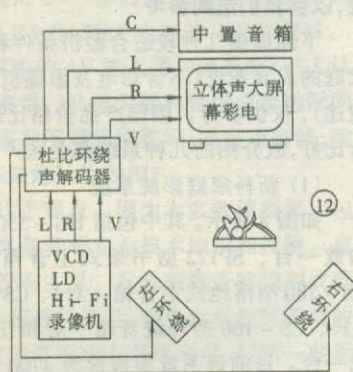 C
中置音箱
L
R
立体声大屏
幕彩电
V
杜比环绕
声解码器
L R V
VCD
LD
Hi-Fi
录像机
⑫
左环绕
右环绕